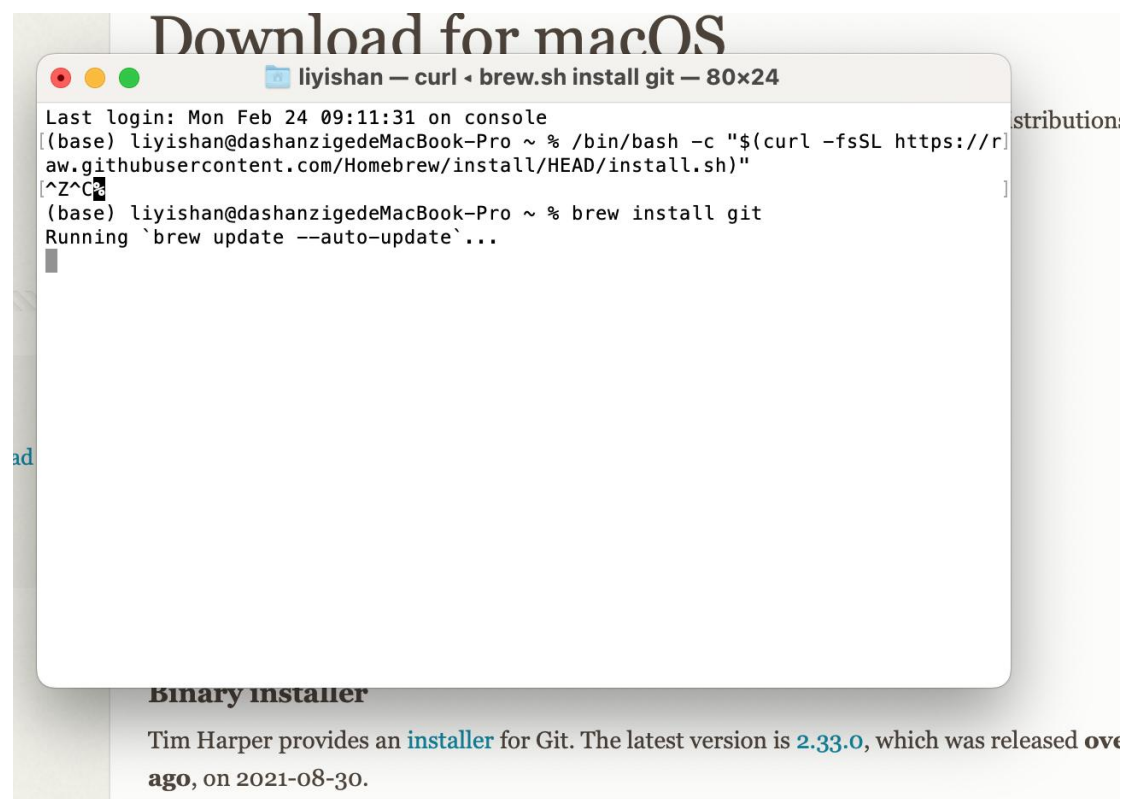 Download for macOS
liyishan — curl ◂ brew.sh install git — 80×24
Last login: Mon Feb 24 09:11:31 on console
[(base) liyishan@dashanzigedeMacBook-Pro ~ % /bin/bash -c "$(curl -fsSL https://r]
aw.githubusercontent.com/Homebrew/install/HEAD/install.sh)"
[^Z^C% ]
(base) liyishan@dashanzigedeMacBook-Pro ~ % brew install git
Running `brew update --auto-update`...
Binary installer
Tim Harper provides an installer for Git. The latest version is 2.33.0, which was released
ago, on 2021-08-30.